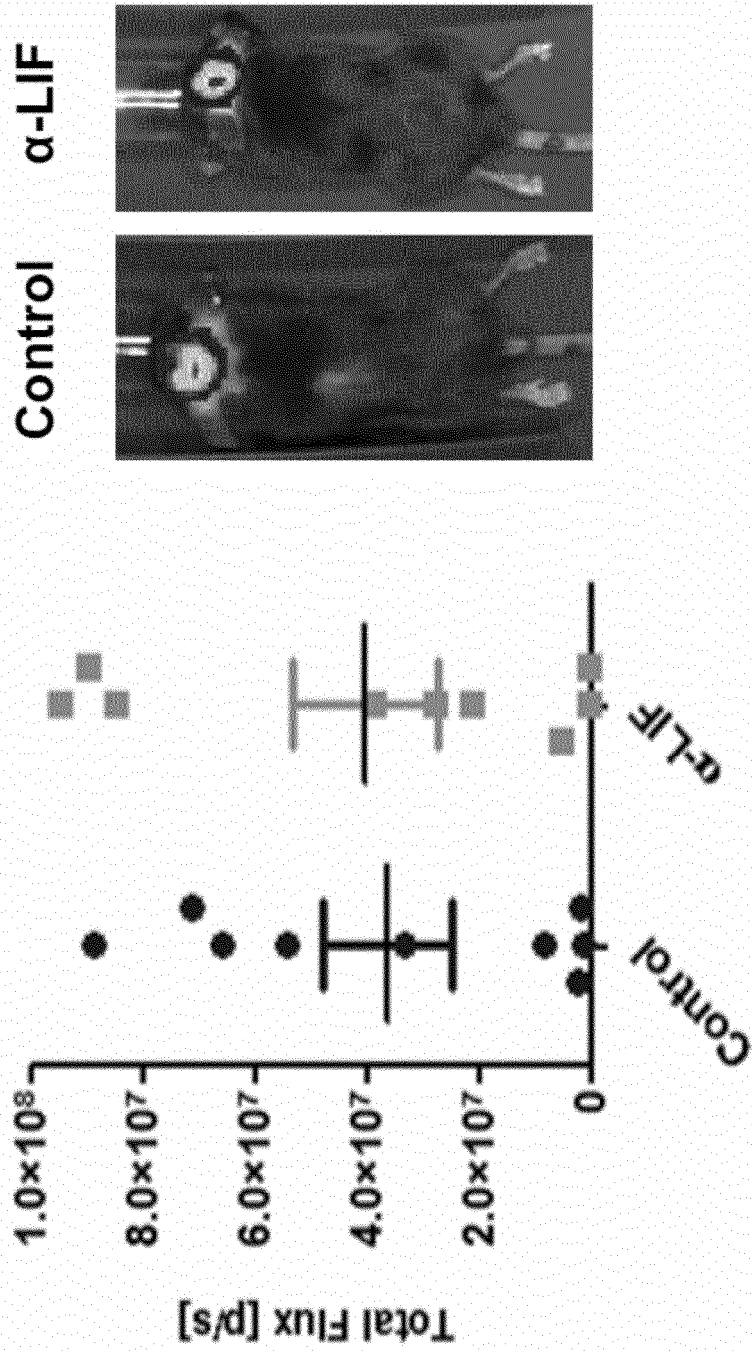 Control
α-LIF
Total Flux [p/s]
1.0×10⁸
8.0×10⁷
6.0×10⁷
4.0×10⁷
2.0×10⁷
0
Control
α-LIF